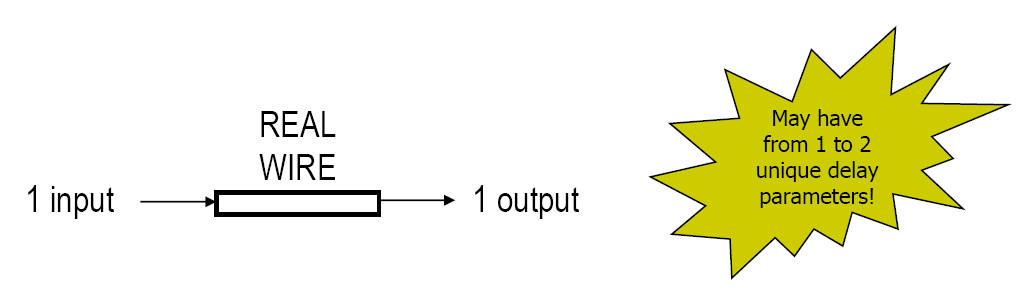 REAL
WIRE
1 input
1 output
May have
from 1 to 2
unique delay
parameters!